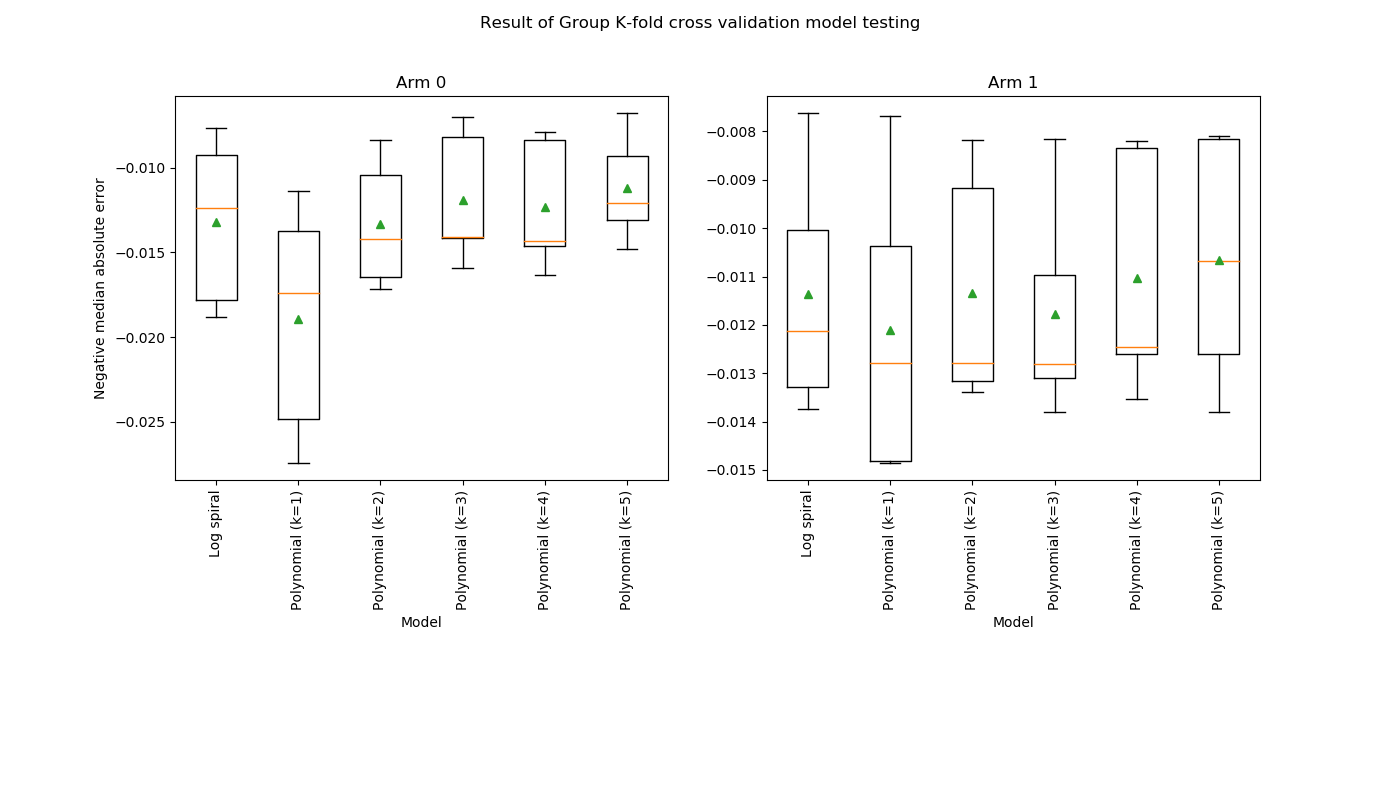 Result of Group K-fold cross validation model testing
Arm 0
Negative median absolute error
−0.010
−0.015
−0.020
−0.025
Log spiral
Polynomial (k=1)
Polynomial (k=2)
Polynomial (k=3)
Polynomial (k=4)
Polynomial (k=5)
Model
Arm 1
−0.008
−0.009
−0.010
−0.011
−0.012
−0.013
−0.014
−0.015
Log spiral
Polynomial (k=1)
Polynomial (k=2)
Polynomial (k=3)
Polynomial (k=4)
Polynomial (k=5)
Model